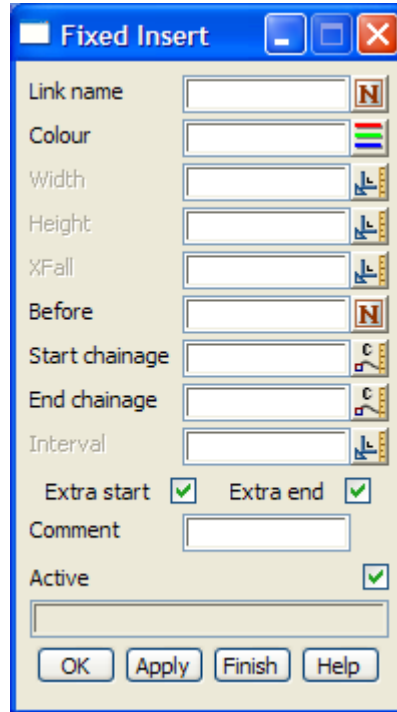 Fixed Insert
Link name N
Colour
Width
Height
XFall
Before N
Start chainage C
End chainage C
Interval
Extra start Extra end
Comment
Active
OK Apply Finish Help